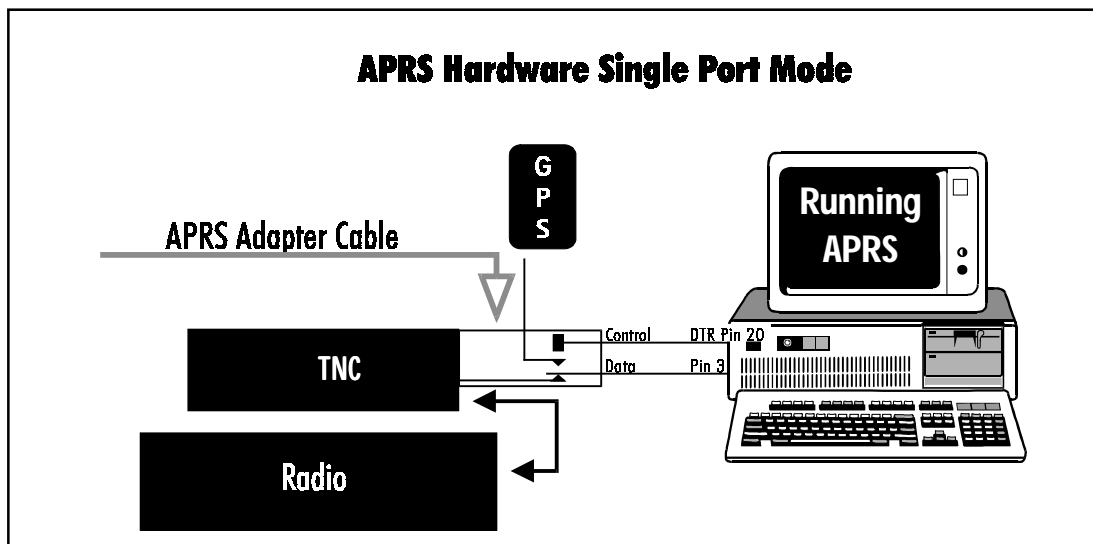 APRS Hardware Single Port Mode
G
P
S
APRS Adapter Cable
Running
APRS
Control DTR Pin 20
Data Pin 3
TNC
Radio